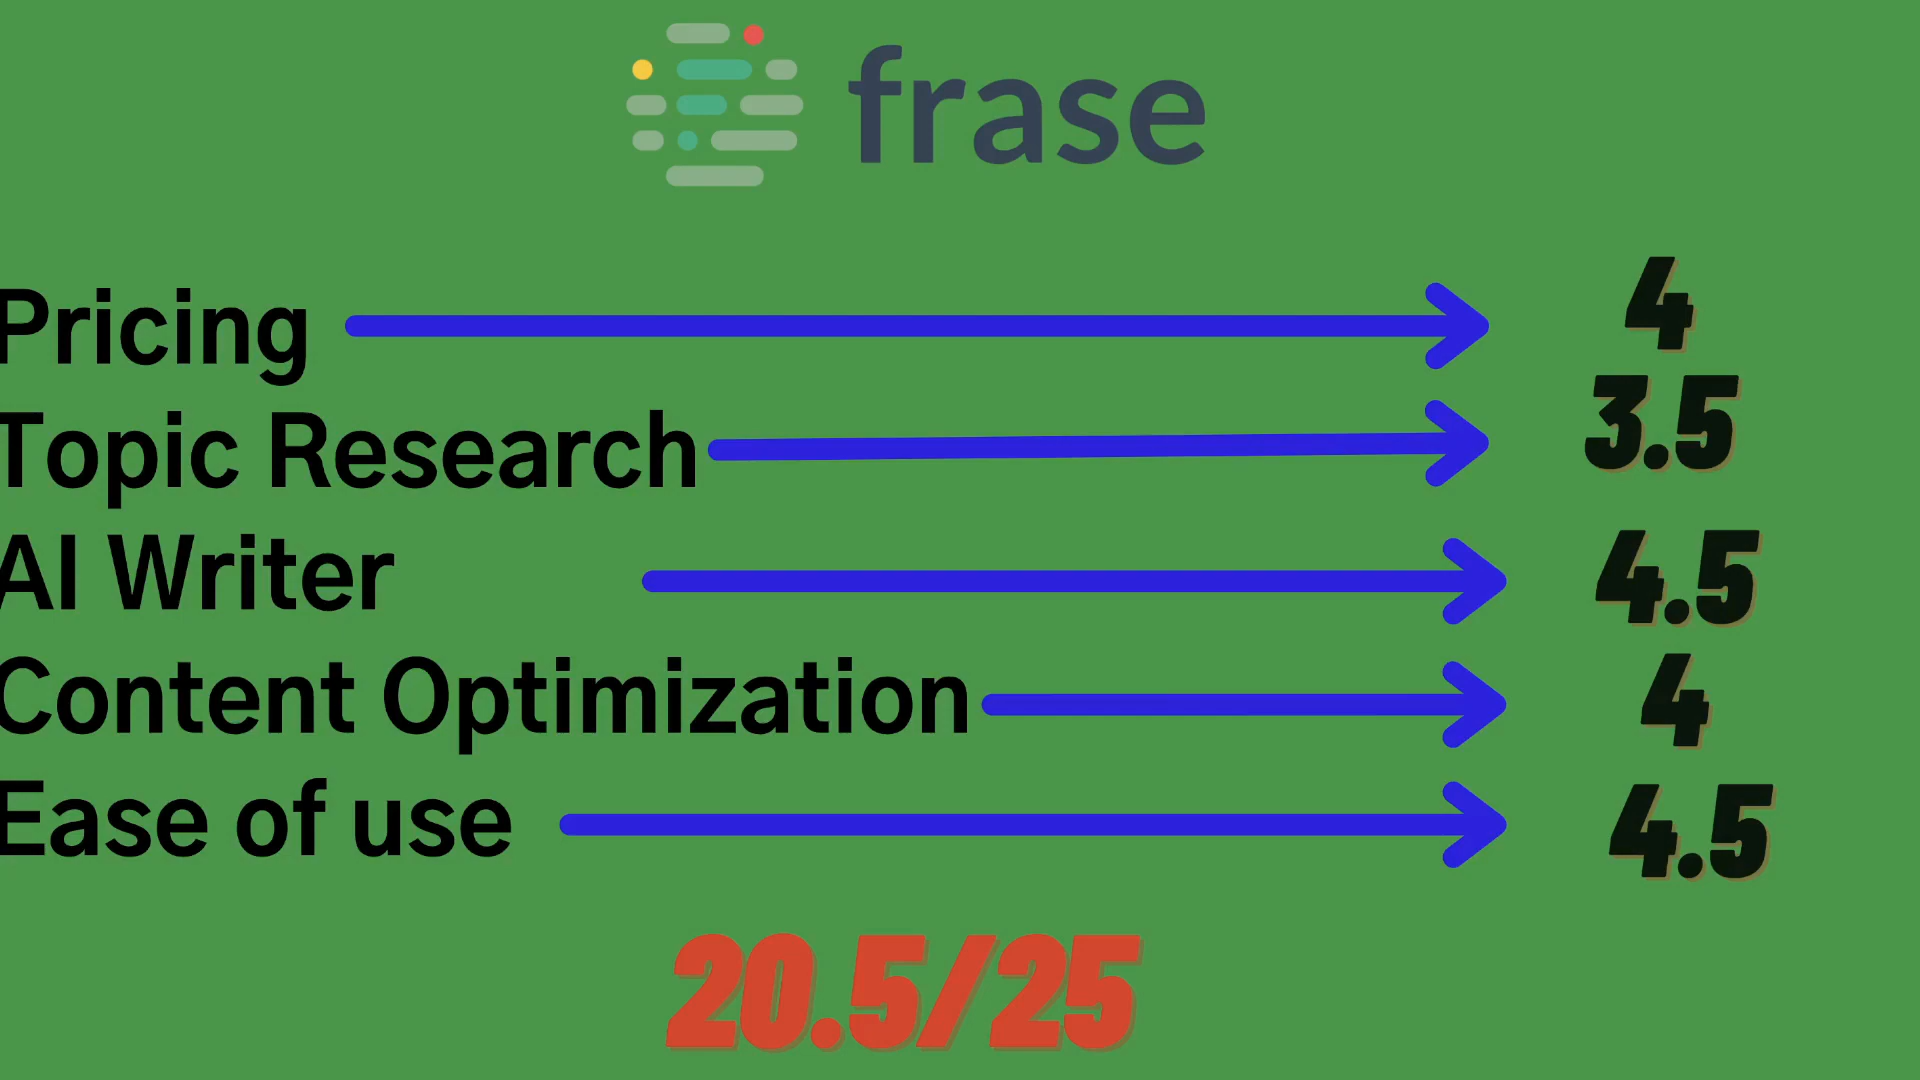 frase
Pricing 4
Topic Research 3.5
AI Writer 4.5
Content Optimization 4
Ease of use 4.5
20.5/25